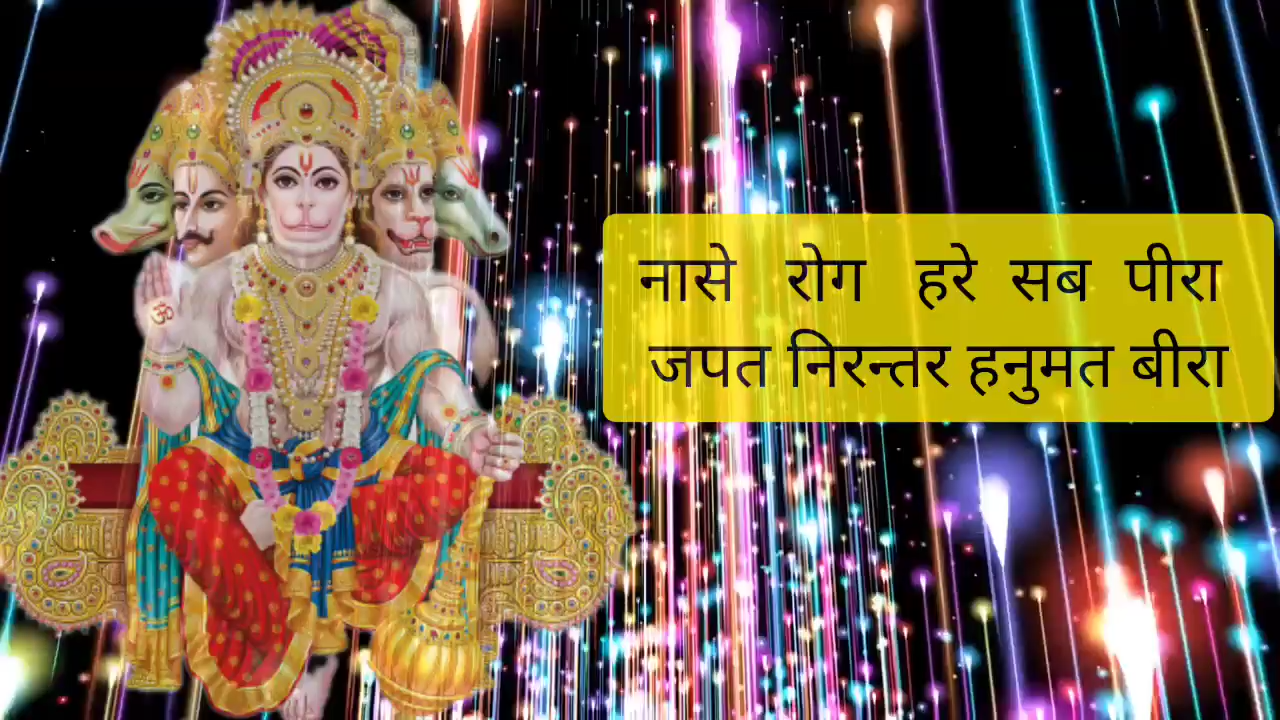 नासे रोग हरे सब पीरा
जपत निरन्तर हनुमत बीरा
ॐ